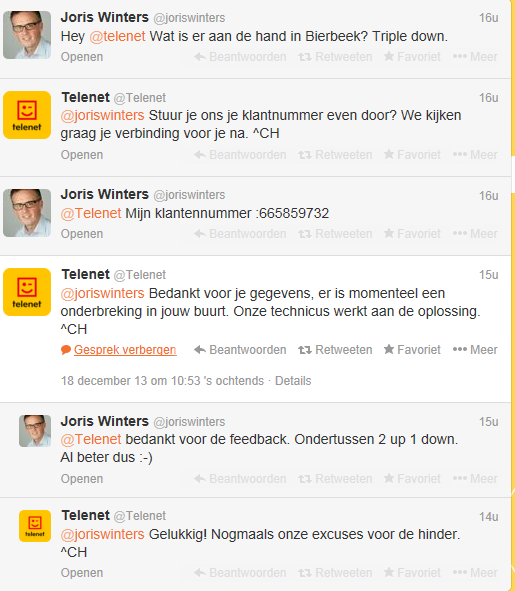 Joris Winters @joriswinters 16u
Hey @telenet Wat is er aan de hand in Bierbeek? Triple down.
Openen Beantwoorden Retweeten Favoriet Meer
telenet
Telenet @Telenet 16u
@joriswinters Stuur je ons je klantnummer even door? We kijken
graag je verbinding voor je na. ^CH
Openen Beantwoorden Retweeten Favoriet Meer
Joris Winters @joriswinters 16u
@Telenet Mijn klantennummer :665859732
Openen Beantwoorden Retweeten Favoriet Meer
telenet
Telenet @Telenet 15u
@joriswinters Bedankt voor je gegevens, er is momenteel een
onderbreking in jouw buurt. Onze technicus werkt aan de oplossing.
^CH
Gesprek verbergen Beantwoorden Retweeten Favoriet Meer
18 december 13 om 10:53 's ochtends · Details
Joris Winters @joriswinters 15u
@Telenet bedankt voor de feedback. Ondertussen 2 up 1 down.
Al beter dus :-)
Openen Beantwoorden Retweeten Favoriet Meer
telenet
Telenet @Telenet 14u
@joriswinters Gelukkig! Nogmaals onze excuses voor de hinder.
^CH
Openen Beantwoorden Retweeten Favoriet Meer